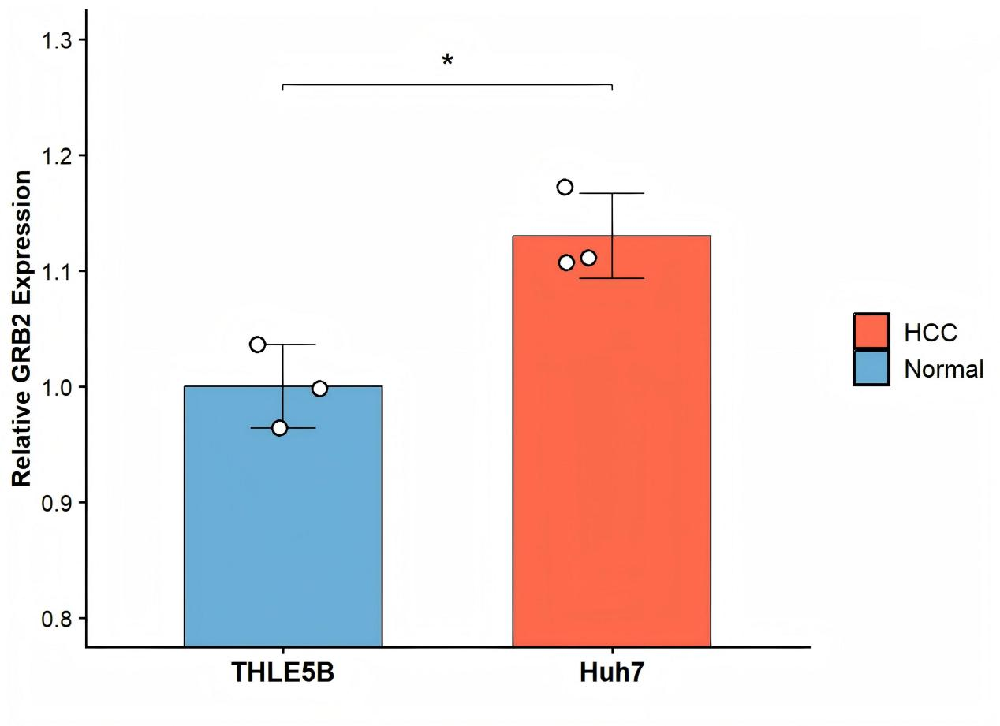 Relative GRB2 Expression
1.3
1.2
1.1
1.0
0.9
0.8
*
THLE5B
Huh7
HCC
Normal